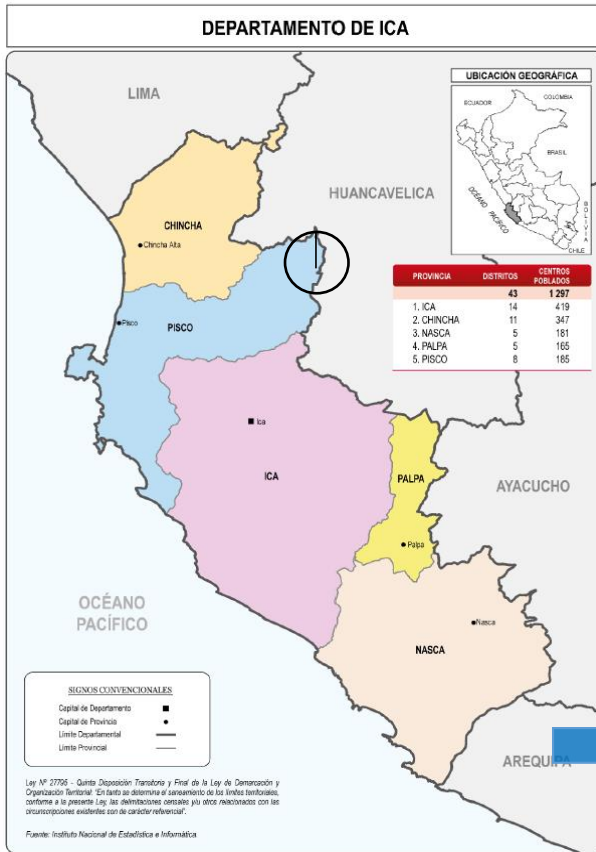 DEPARTAMENTO DE ICA
LIMA
UBICACIÓN GEOGRÁFICA
ECUADOR
COLOMBIA
BRASIL
OCÉANO PACÍFICO
BOLIVIA
CHILE
HUANCAVELICA
CHINCHA
Chincha Alta
PROVINCIA DISTRITOS CENTROS POBLADOS
43 1 297
1. ICA 14 419
2. CHINCHA 11 347
3. NASCA 5 181
4. PALPA 5 165
5. PISCO 8 185
Pisco
PISCO
Ica
ICA
PALPA
AYACUCHO
Palpa
OCÉANO
PACÍFICO
Nasca
NASCA
SIGNOS CONVENCIONALES
Capital de Departamento
Capital de Provincia
Límite Departamental
Límite Provincial
AREQUIPA
Ley Nº 27795 - Quinta Disposición Transitoria y Final de la Ley de Demarcación y
Organización Territorial: "En tanto se determina el saneamiento de los límites territoriales,
conforme a la presente Ley, las delimitaciones censales y/u otros relacionados con las
circunscripciones existentes son de carácter referencial".
Fuente: Instituto Nacional de Estadística e Informática.